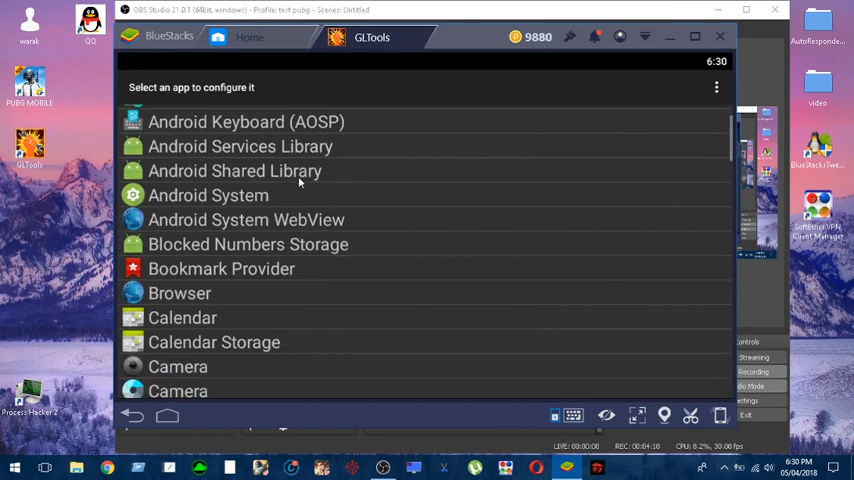 warak
QQ
PUBG MOBILE
GLTools
Process Hacker 2
OBS Studio 21.0.1 (64bit, windows) - Profile: test pubg - Scenes: Untitled
BlueStacks
Home
GLTools
9880
6:30
Select an app to configure it
Android Keyboard (AOSP)
Android Services Library
Android Shared Library
Android System
Android System WebView
Blocked Numbers Storage
Bookmark Provider
Browser
Calendar
Calendar Storage
Camera
Camera
AutoResponde...
video
BlueStacksTwe...
SoftEther VPN
Client Manager
Streaming
Recording
Exit
LIVE: 00:00:00
REC: 00:04:10
CPU: 8.2%, 30.00 fps
6:30 PM
05/04/2018